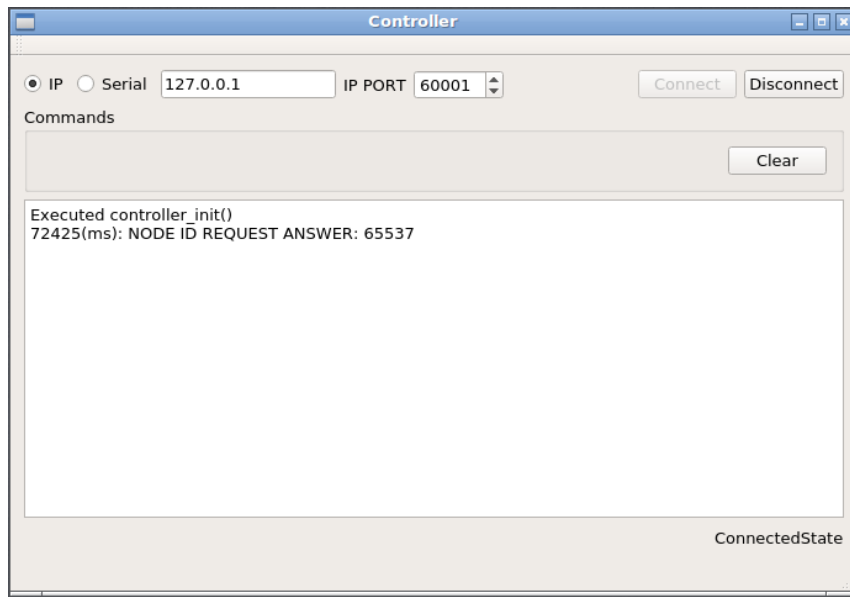 Controller
IP Serial 127.0.0.1 IP PORT 60001 Connect Disconnect
Commands
Clear
Executed controller_init()
72425(ms): NODE ID REQUEST ANSWER: 65537
ConnectedState